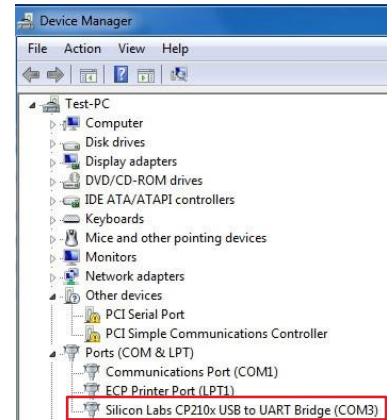 Device Manager
File Action View Help
Test-PC
Computer
Disk drives
Display adapters
DVD/CD-ROM drives
IDE ATA/ATAPI controllers
Keyboards
Mice and other pointing devices
Monitors
Network adapters
Other devices
PCI Serial Port
PCI Simple Communications Controller
Ports (COM & LPT)
Communications Port (COM1)
ECP Printer Port (LPT1)
Silicon Labs CP210x USB to UART Bridge (COM3)